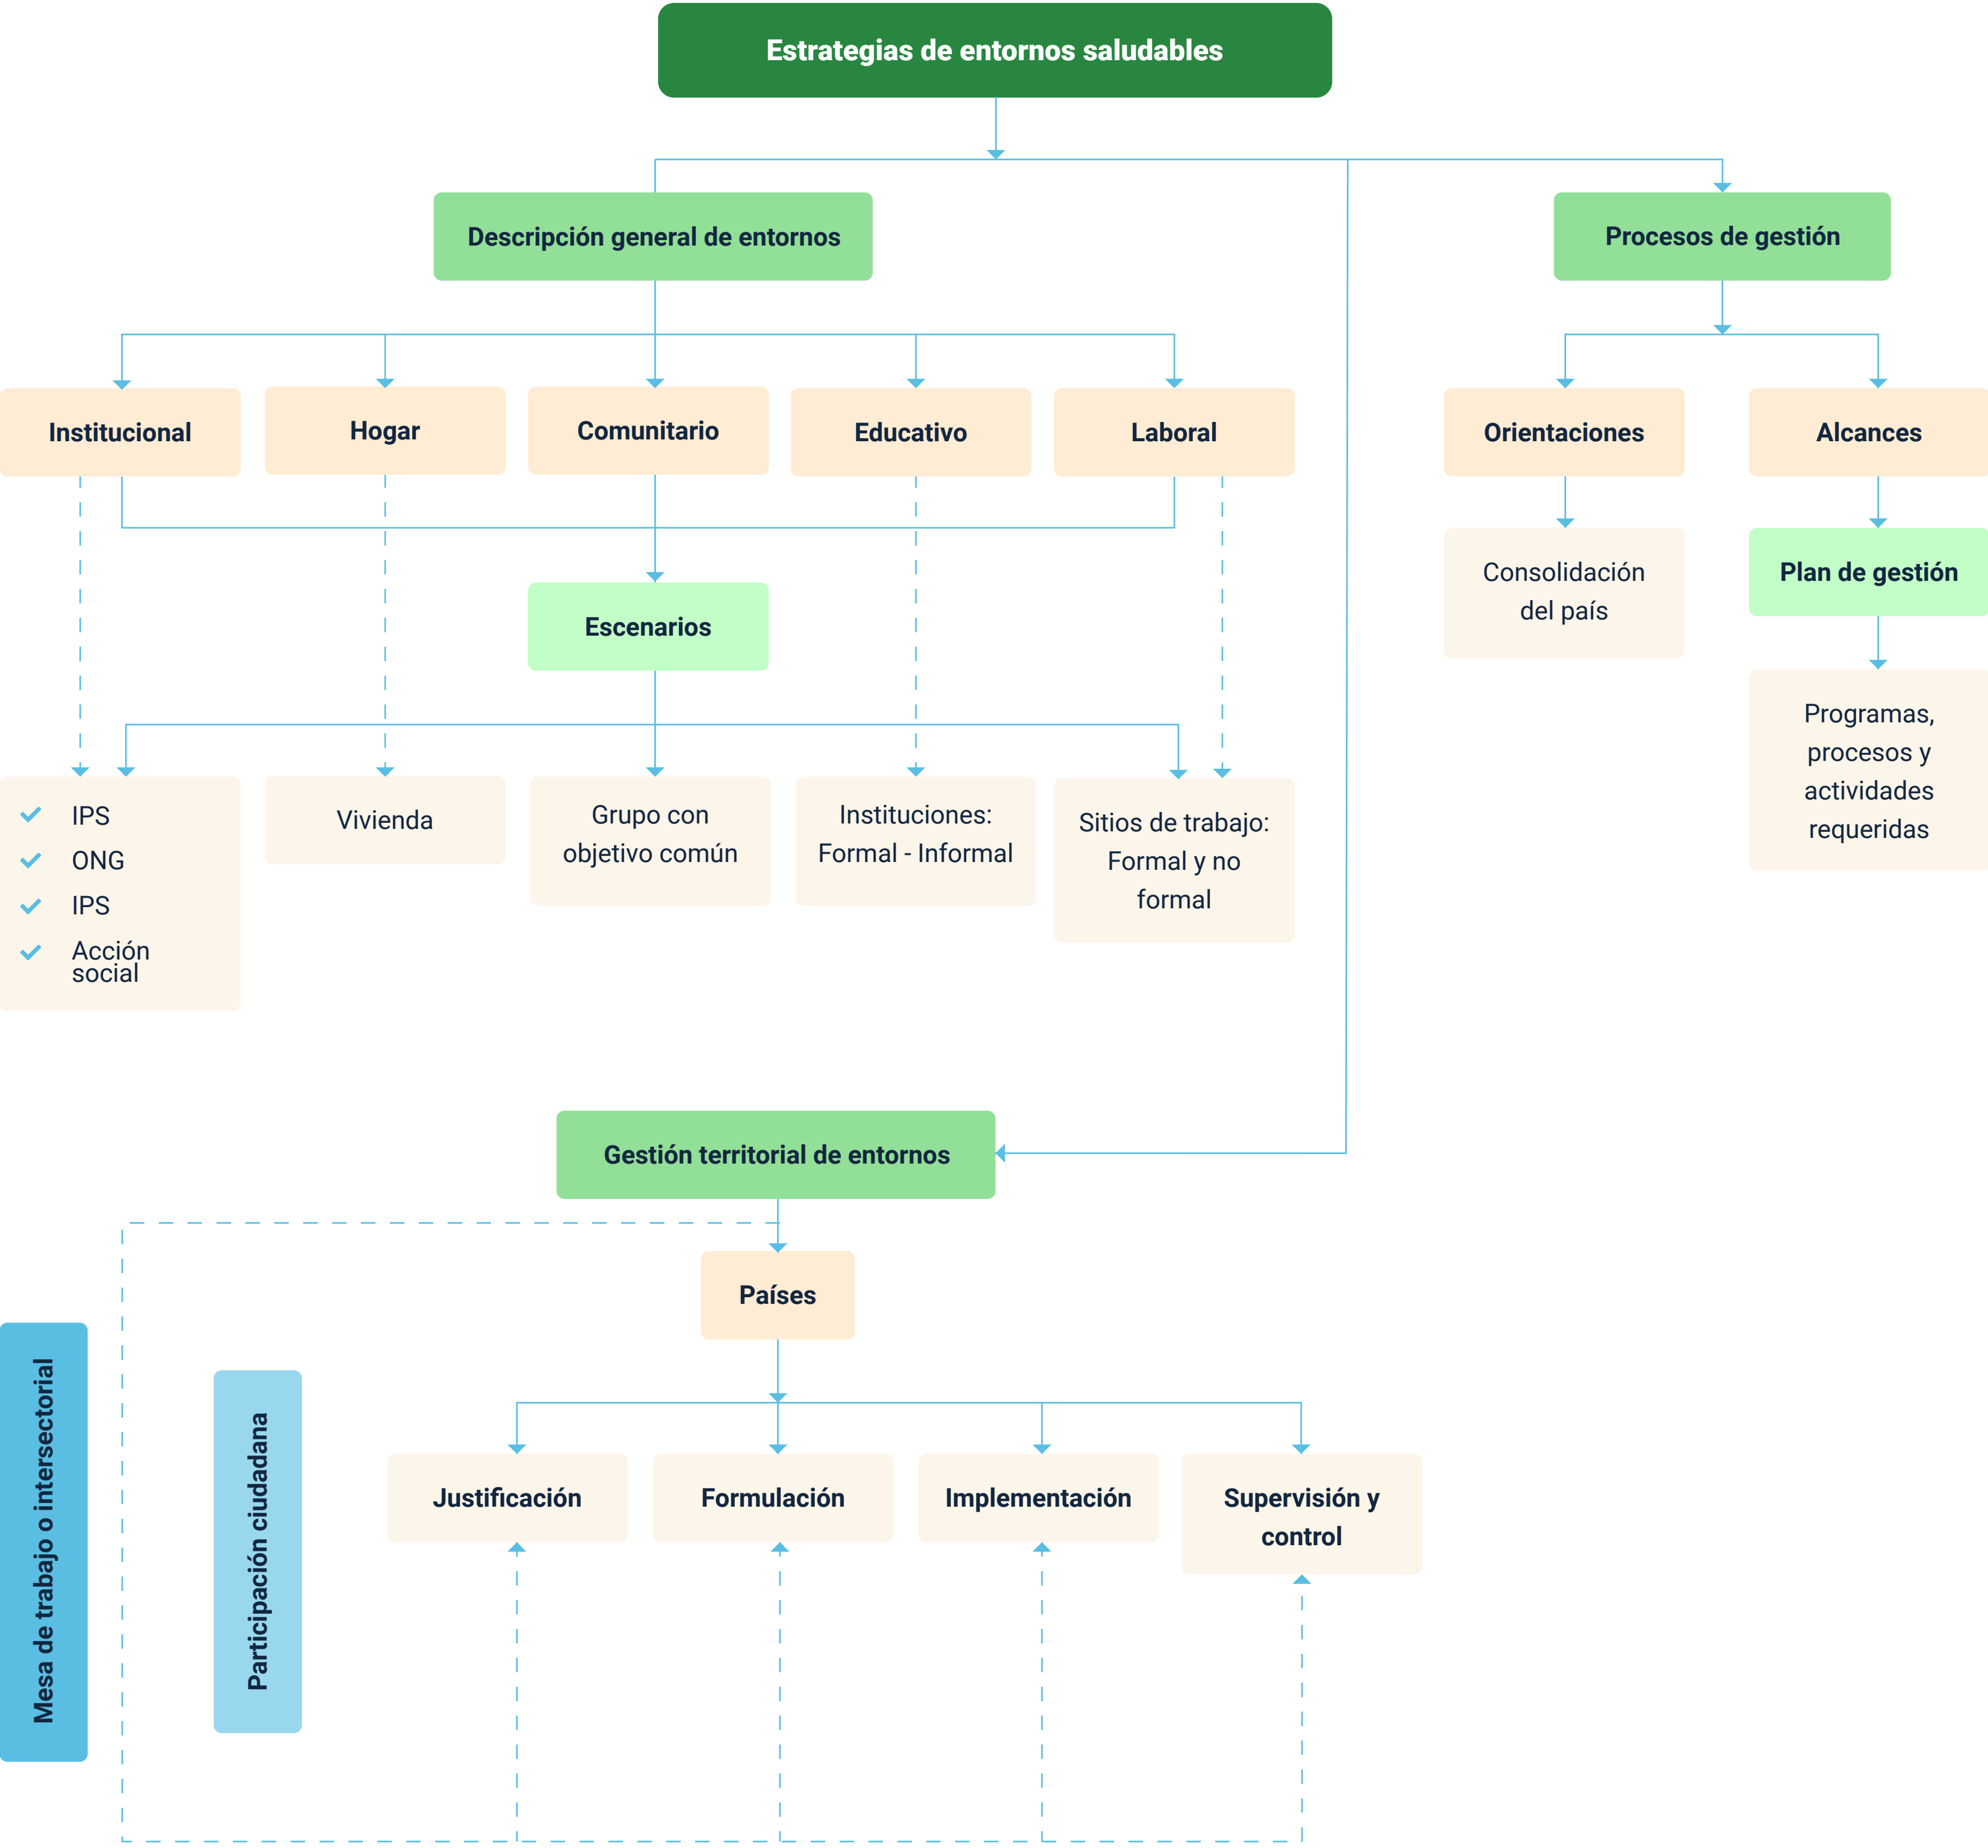 Estrategias de entornos saludables
Descripción general de entornos
Procesos de gestión
Institucional
Hogar
Comunitario
Educativo
Laboral
Orientaciones
Alcances
Escenarios
Consolidación
del país
Plan de gestión
Programas,
procesos y
actividades
requeridas
IPS
ONG
IPS
Acción
social
Vivienda
Grupo con
objetivo común
Instituciones:
Formal - Informal
Sitios de trabajo:
Formal y no
formal
Gestión territorial de entornos
Países
Mesa de trabajo o intersectorial
Participación ciudadana
Justificación
Formulación
Implementación
Supervisión y
control